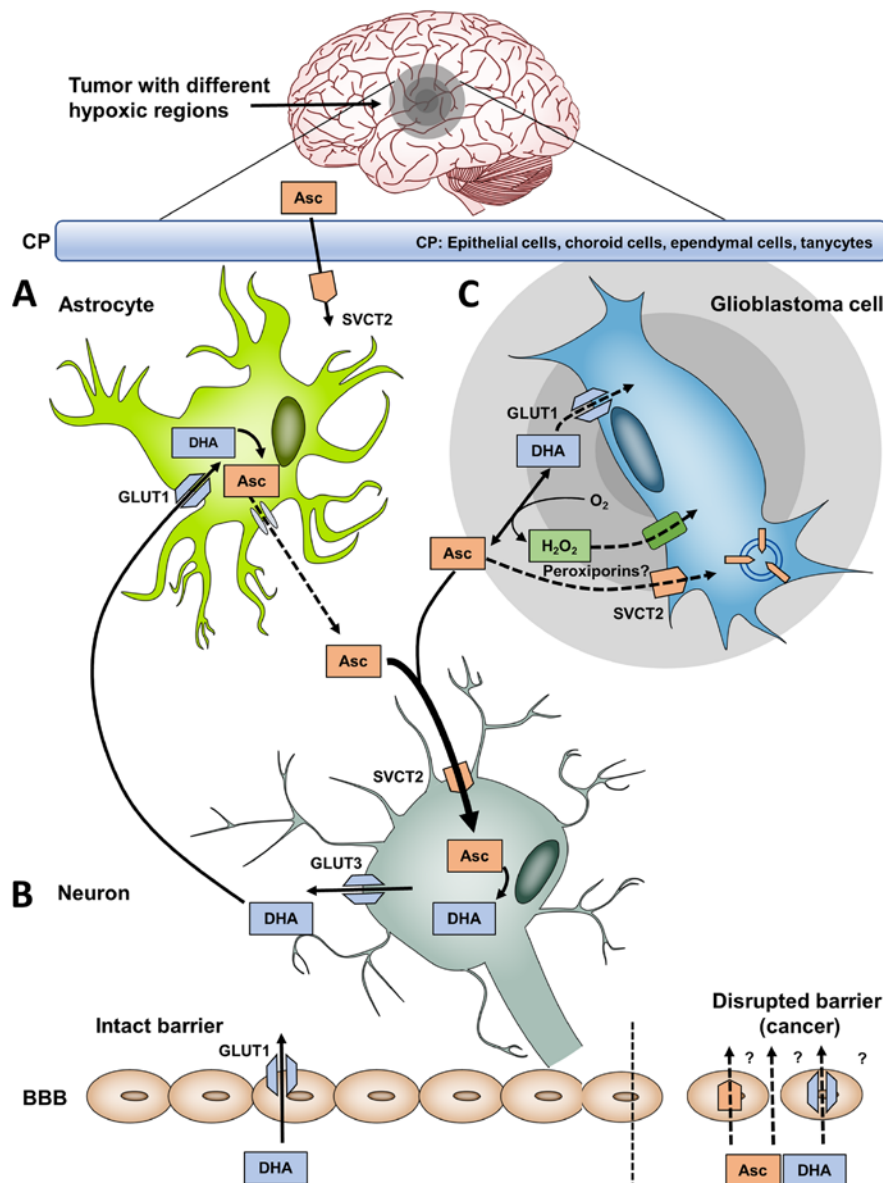 Tumor with different
hypoxic regions
Asc
CP
CP: Epithelial cells, choroid cells, ependymal cells, tanycytes
A
Astrocyte
SVCT2
C
Glioblastoma cell
GLUT1
DHA
DHA
GLUT1
Asc
O₂
Asc
H₂O₂
Peroxiporins?
SVCT2
Asc
SVCT2
Asc
GLUT3
B
Neuron
DHA
DHA
Intact barrier
GLUT1
Disrupted barrier
(cancer)
? ? ?
BBB
DHA
Asc
DHA